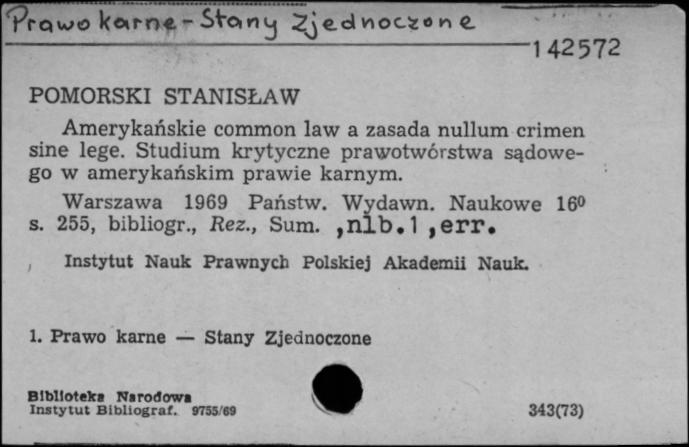 Prawo karne - Stany Zjednoczone
142572
POMORSKI STANISŁAW
Amerykańskie common law a zasada nullum crimen
sine lege. Studium krytyczne prawotwórstwa sądowe-
go w amerykańskim prawie karnym.
Warszawa 1969 Państw. Wydawn. Naukowe 16⁰
s. 255, bibliogr., Rez., Sum. ,nlb.1 ,err.
Instytut Nauk Prawnych Polskiej Akademii Nauk.
1. Prawo karne — Stany Zjednoczone
Biblioteka Narodowa
Instytut Bibliograf. 9755/69
343(73)